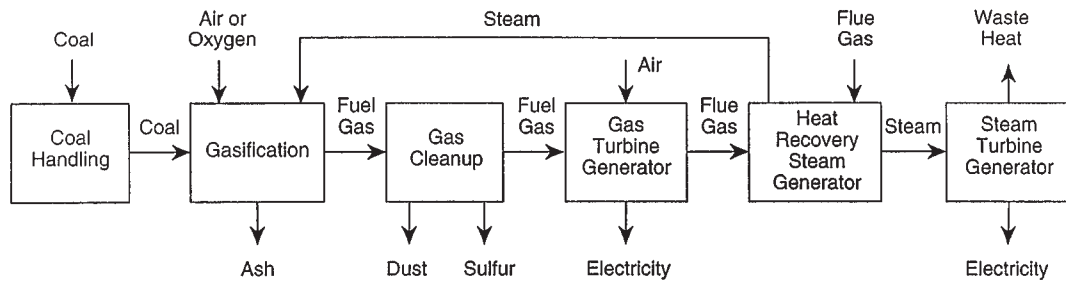 Steam
Air or
Oxygen
Coal
Flue
Gas
Waste
Heat
Air
Coal
Handling
Coal
Gasification
Fuel
Gas
Gas
Cleanup
Fuel
Gas
Gas
Turbine
Generator
Flue
Gas
Heat
Recovery
Steam
Generator
Steam
Steam
Turbine
Generator
Ash
Dust
Sulfur
Electricity
Electricity